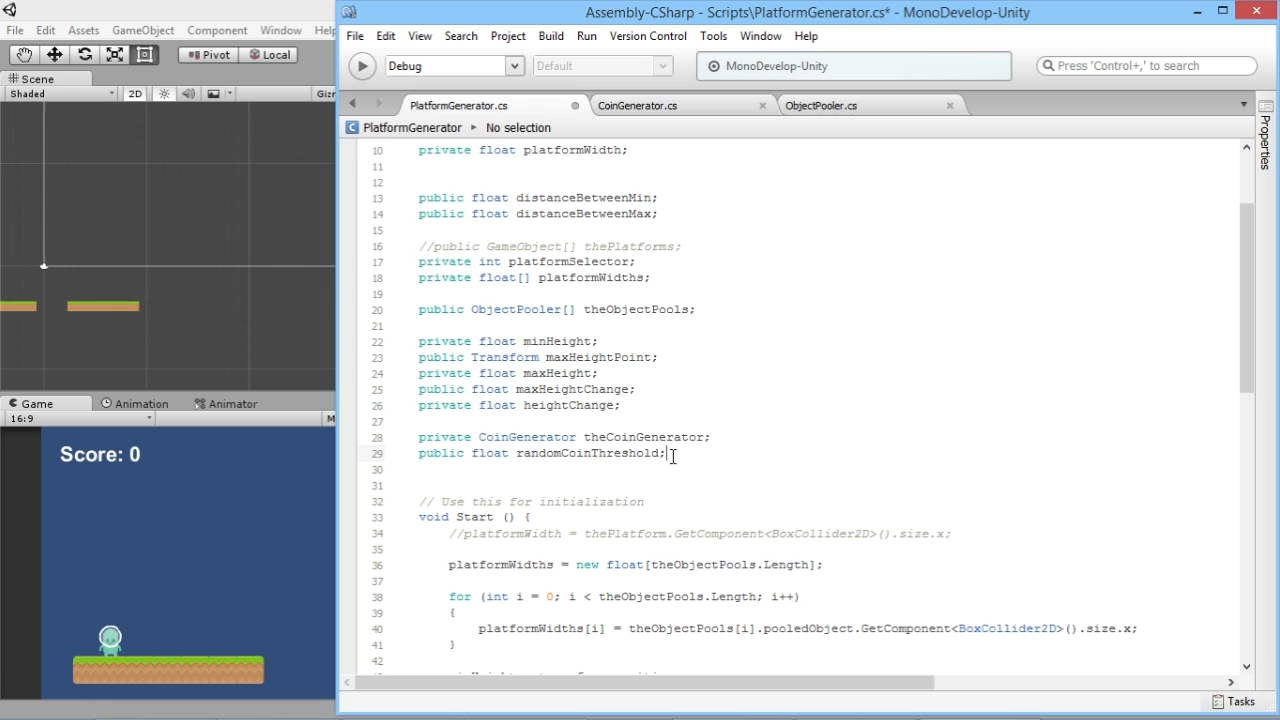 Assembly-CSharp - Scripts\PlatformGenerator.cs* - MonoDevelop-Unity
File Edit Assets GameObject Component Window Help
File Edit View Search Project Build Run Version Control Tools Window Help
Pivot Local
Debug Default MonoDevelop-Unity Press 'Control+,' to search
Scene
Shaded 2D
PlatformGenerator.cs CoinGenerator.cs ObjectPooler.cs
PlatformGenerator No selection
Properties
10 private float platformWidth;
11
12
13 public float distanceBetweenMin;
14 public float distanceBetweenMax;
15
16 //public GameObject[] thePlatforms;
17 private int platformSelector;
18 private float[] platformWidths;
19
20 public ObjectPooler[] theObjectPools;
21
22 private float minHeight;
23 public Transform maxHeightPoint;
24 private float maxHeight;
25 public float maxHeightChange;
26 private float heightChange;
27
28 private CoinGenerator theCoinGenerator;
29 public float randomCoinThreshold;
30
31
32 // Use this for initialization
33 void Start () {
34 //platformWidth = thePlatform.GetComponent<BoxCollider2D>().size.x;
35
36 platformWidths = new float[theObjectPools.Length];
37
38 for (int i = 0; i < theObjectPools.Length; i++)
39 {
40 platformWidths[i] = theObjectPools[i].pooledObject.GetComponent<BoxCollider2D>().size.x;
41 }
42
Game Animation Animator
16:9
Score: 0
Tasks